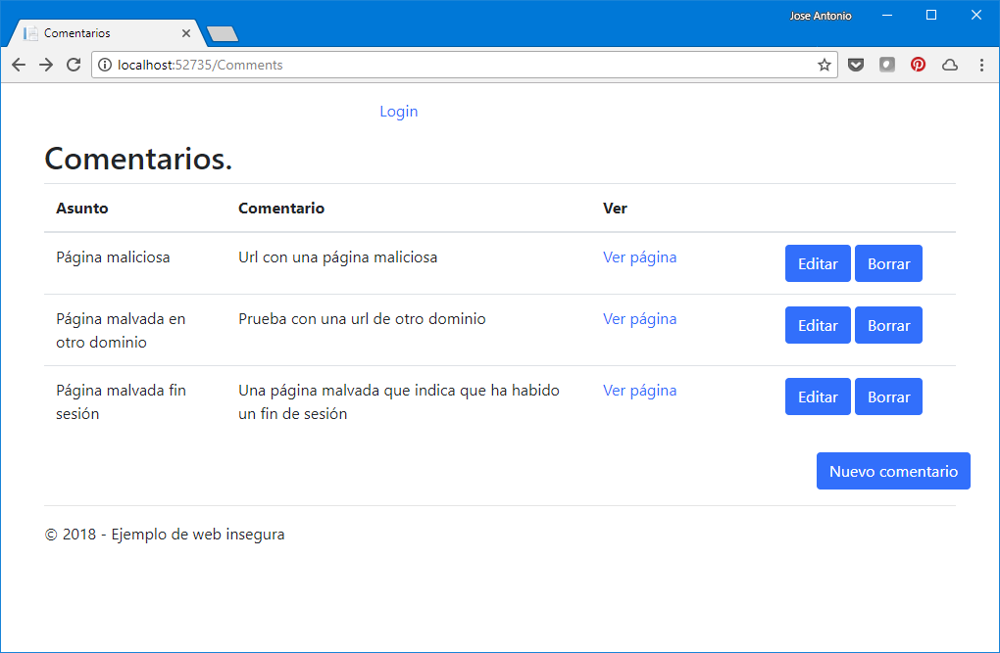 Jose Antonio
Comentarios
localhost:52735/Comments
Login
Comentarios.
Asunto Comentario Ver
Página maliciosa Url con una página maliciosa Ver página Editar Borrar
Página malvada en Prueba con una url de otro dominio Ver página Editar Borrar
otro dominio
Página malvada fin Una página malvada que indica que ha habido Ver página Editar Borrar
sesión un fin de sesión
Nuevo comentario
© 2018 - Ejemplo de web insegura